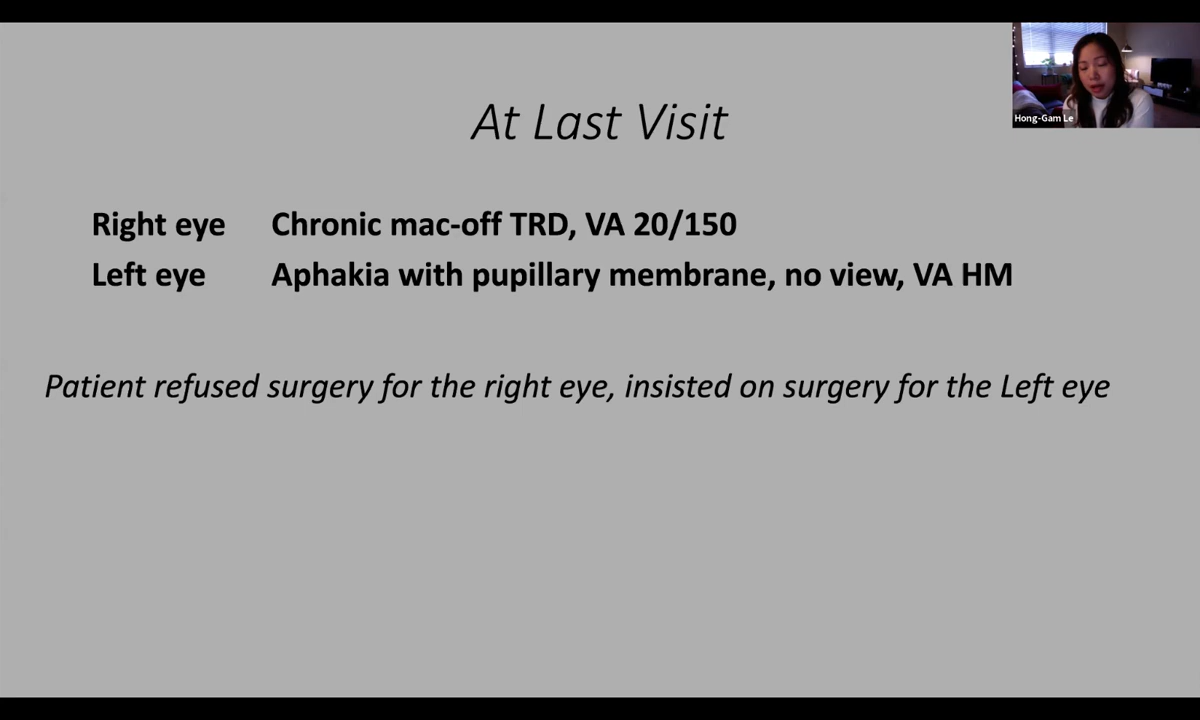 At Last Visit
Hong-Gam Le
Right eye Chronic mac-off TRD, VA 20/150
Left eye Aphakia with pupillary membrane, no view, VA HM
Patient refused surgery for the right eye, insisted on surgery for the Left eye